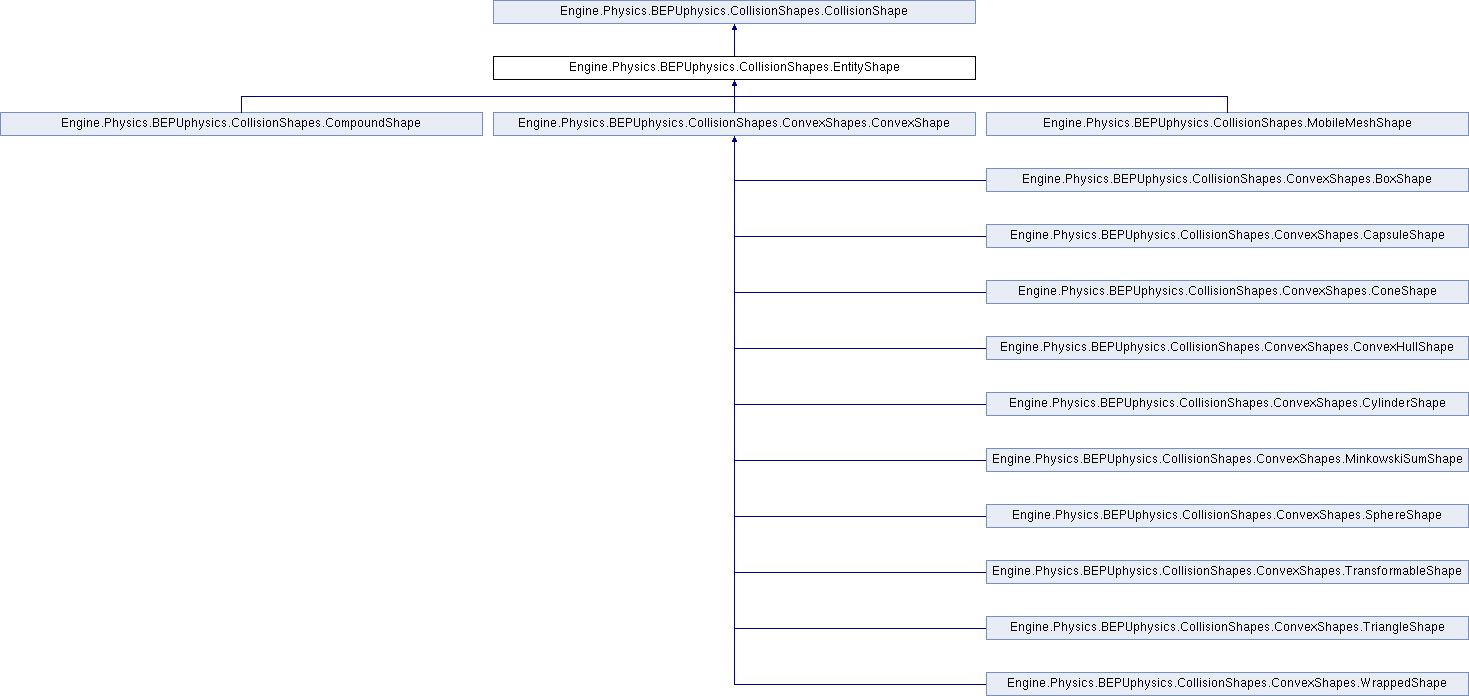 Engine.Physics.BEPUphysics.CollisionShapes.CollisionShape
Engine.Physics.BEPUphysics.CollisionShapes.EntityShape
Engine.Physics.BEPUphysics.CollisionShapes.CompoundShape
Engine.Physics.BEPUphysics.CollisionShapes.ConvexShapes.ConvexShape
Engine.Physics.BEPUphysics.CollisionShapes.MobileMeshShape
Engine.Physics.BEPUphysics.CollisionShapes.ConvexShapes.BoxShape
Engine.Physics.BEPUphysics.CollisionShapes.ConvexShapes.CapsuleShape
Engine.Physics.BEPUphysics.CollisionShapes.ConvexShapes.ConeShape
Engine.Physics.BEPUphysics.CollisionShapes.ConvexShapes.ConvexHullShape
Engine.Physics.BEPUphysics.CollisionShapes.ConvexShapes.CylinderShape
Engine.Physics.BEPUphysics.CollisionShapes.ConvexShapes.MinkowskiSumShape
Engine.Physics.BEPUphysics.CollisionShapes.ConvexShapes.SphereShape
Engine.Physics.BEPUphysics.CollisionShapes.ConvexShapes.TransformableShape
Engine.Physics.BEPUphysics.CollisionShapes.ConvexShapes.TriangleShape
Engine.Physics.BEPUphysics.CollisionShapes.ConvexShapes.WrappedShape